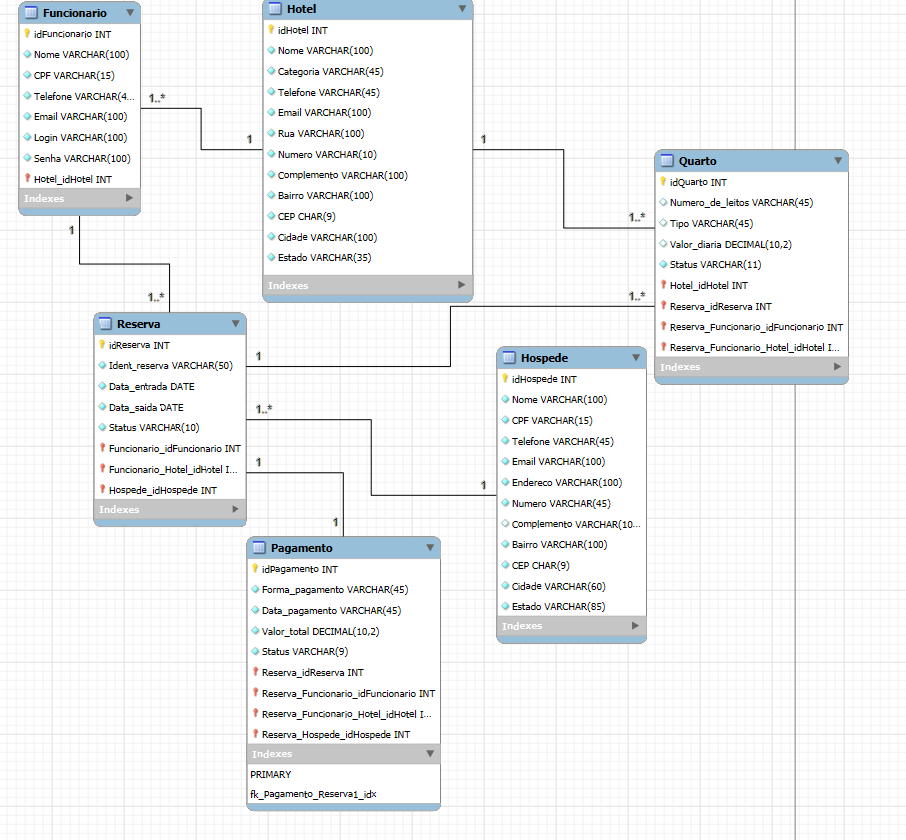 Funcionario
idFuncionario INT
Nome VARCHAR(100)
CPF VARCHAR(15)
Telefone VARCHAR(4...
Email VARCHAR(100)
Login VARCHAR(100)
Senha VARCHAR(100)
Hotel_idHotel INT
Indexes
1..*
1
1
1..*
Hotel
idHotel INT
Nome VARCHAR(100)
Categoria VARCHAR(45)
Telefone VARCHAR(45)
Email VARCHAR(100)
Rua VARCHAR(100)
Numero VARCHAR(10)
Complemento VARCHAR(100)
Bairro VARCHAR(100)
CEP CHAR(9)
Cidade VARCHAR(100)
Estado VARCHAR(35)
Indexes
1
1..*
Quarto
idQuarto INT
Numero_de_leitos VARCHAR(45)
Tipo VARCHAR(45)
Valor_diaria DECIMAL(10,2)
Status VARCHAR(11)
Hotel_idHotel INT
Reserva_idReserva INT
Reserva_Funcionario_idFuncionario INT
Reserva_Funcionario_Hotel_idHotel I...
Indexes
1..*
1
Reserva
idReserva INT
Ident_reserva VARCHAR(50)
Data_entrada DATE
Data_saida DATE
Status VARCHAR(10)
Funcionario_idFuncionario INT
Funcionario_Hotel_idHotel I...
Hospede_idHospede INT
Indexes
1..*
1
1
1
Hospede
idHospede INT
Nome VARCHAR(100)
CPF VARCHAR(15)
Telefone VARCHAR(45)
Email VARCHAR(100)
Endereco VARCHAR(100)
Numero VARCHAR(45)
Complemento VARCHAR(10...
Bairro VARCHAR(100)
CEP CHAR(9)
Cidade VARCHAR(60)
Estado VARCHAR(85)
Indexes
Pagamento
idPagamento INT
Forma_pagamento VARCHAR(45)
Data_pagamento VARCHAR(45)
Valor_total DECIMAL(10,2)
Status VARCHAR(9)
Reserva_idReserva INT
Reserva_Funcionario_idFuncionario INT
Reserva_Funcionario_Hotel_idHotel I...
Reserva_Hospede_idHospede INT
Indexes
PRIMARY
fk_Pagamento_Reserva1_idx